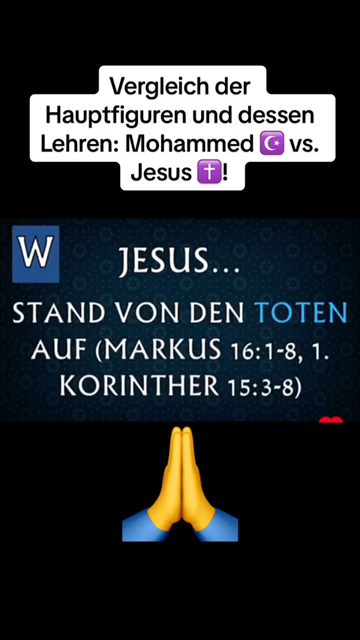 Vergleich der
Hauptfiguren und dessen
Lehren: Mohammed ☪️ vs.
Jesus ✝️!
W
JESUS...
STAND VON DEN TOTEN
AUF (MARKUS 16:1-8, 1.
KORINTHER 15:3-8)